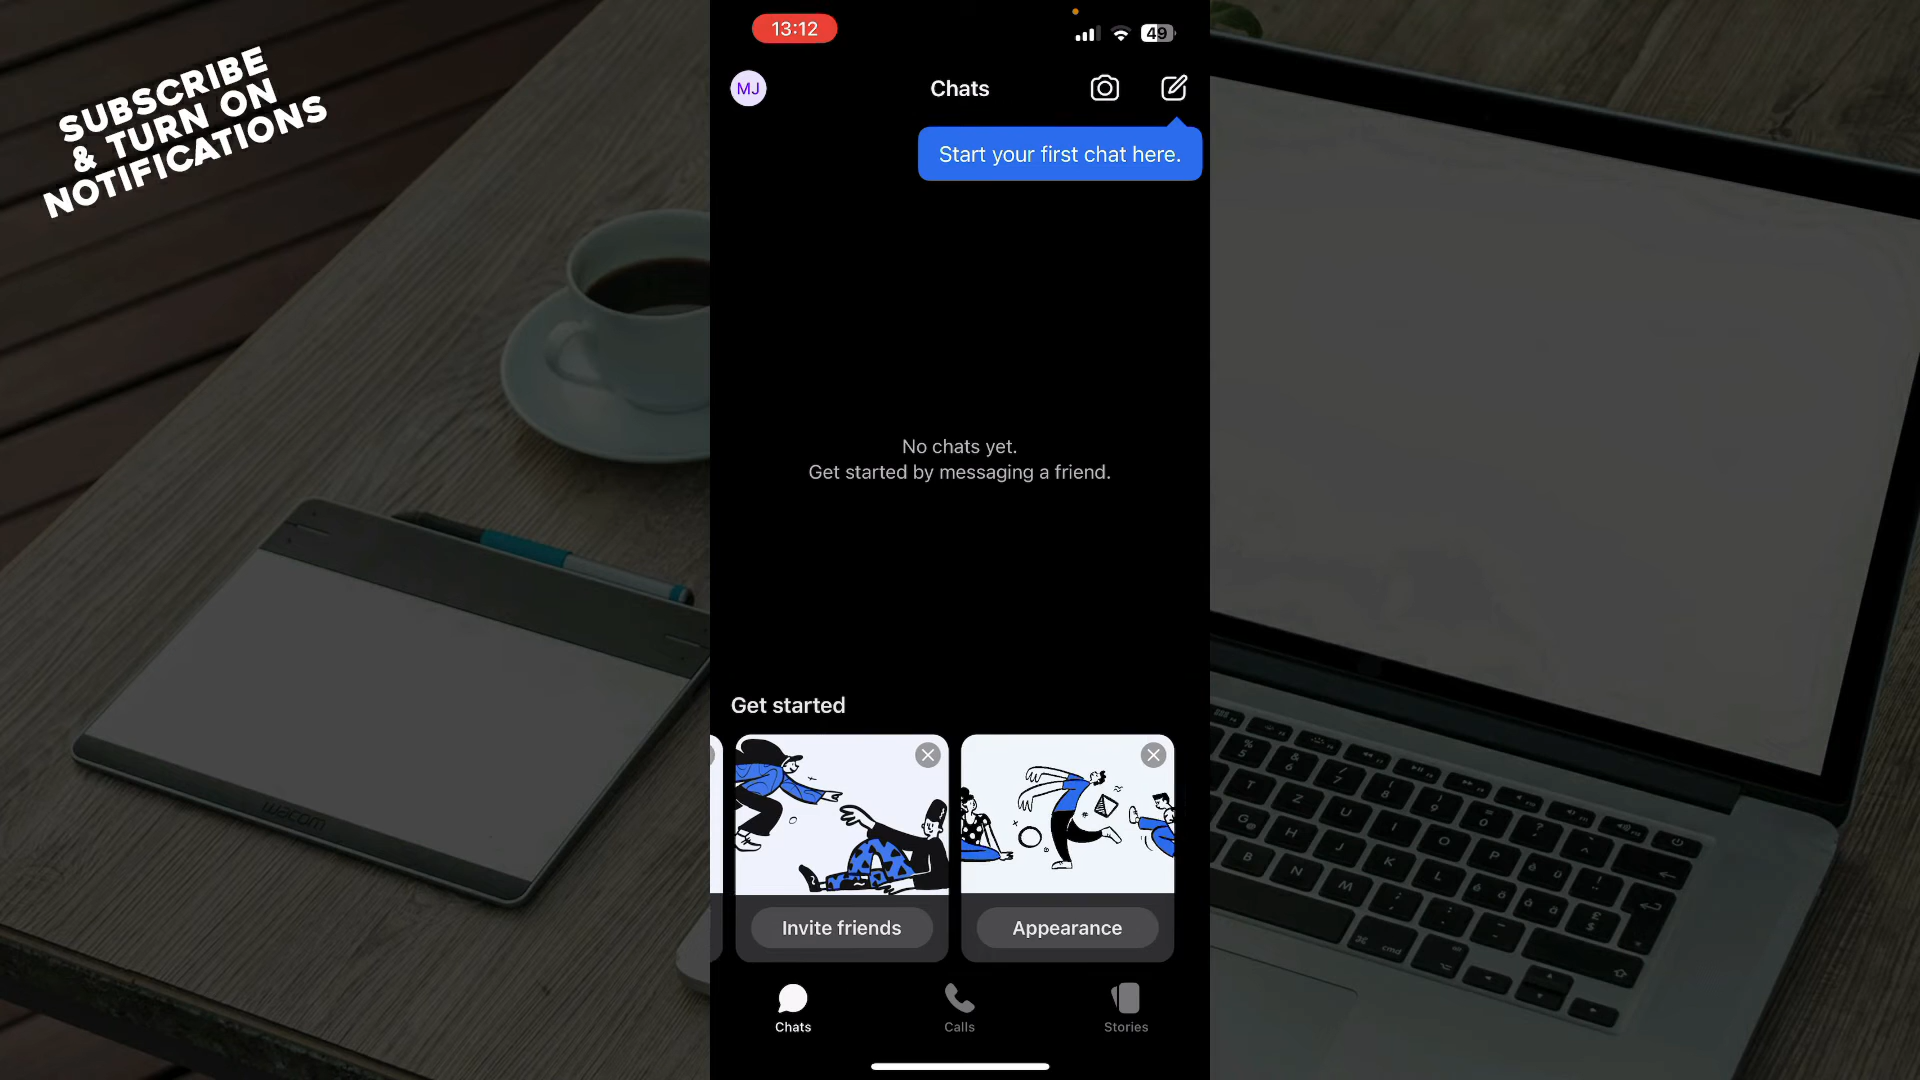 SUBSCRIBE
& TURN ON
NOTIFICATIONS
13:12
49
MJ
Chats
Start your first chat here.
No chats yet.
Get started by messaging a friend.
Get started
Invite friends
Appearance
Chats
Calls
Stories
wacom